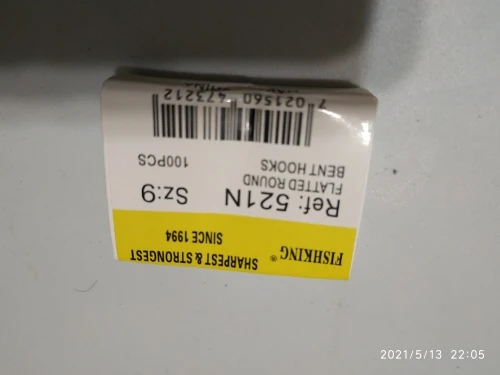 FISHKING ®
SHARPEST & STRONGEST
SINCE 1994
Ref: 521N Sz:9
FLATTED ROUND
BENT HOOKS 100PCS
7 021560 473212
2021/5/13 22:05